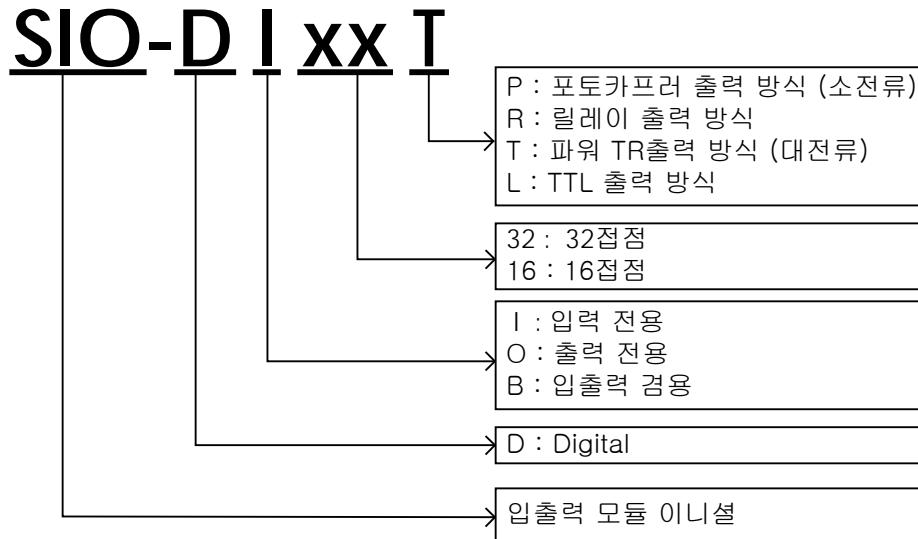 SIO-D I xx T
P : 포토카프러 출력 방식 (소전류)
R : 릴레이 출력 방식
T : 파워 TR출력 방식 (대전류)
L : TTL 출력 방식
32 : 32접점
16 : 16접점
I : 입력 전용
O : 출력 전용
B : 입출력 겸용
D : Digital
입출력 모듈 이니셜